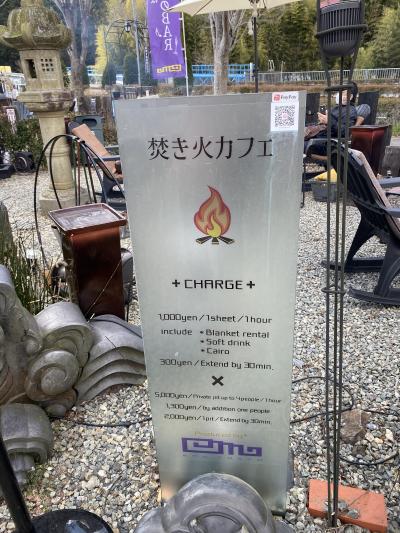 BAR
PayPay
焚き火カフェ
+ CHARGE +
1,000yen / 1sheet / 1hour
include • Blanket rental
• Soft drink
• Cairo
300yen / Extend by 30min.
×
5,000yen / Private pit up to 4people / 1hour
1,300yen / by addition one people
2,000yen / 1pit / Extend by 30min.